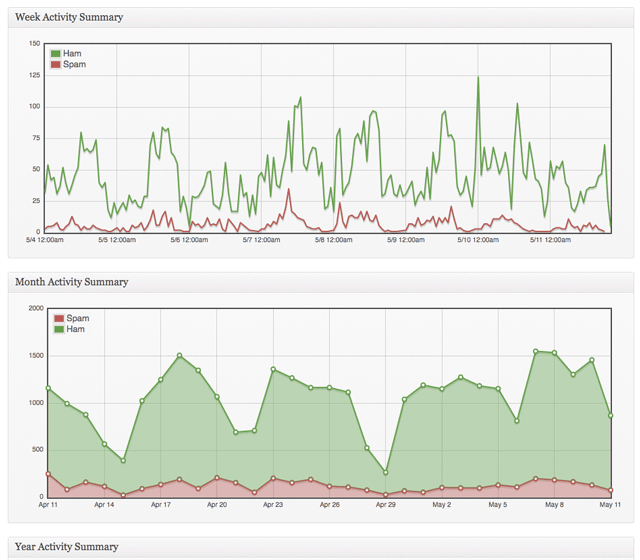 Week Activity Summary
150
Ham
Spam
125
100
75
50
25
0
5/4 12:00am 5/5 12:00am 5/6 12:00am 5/7 12:00am 5/8 12:00am 5/9 12:00am 5/10 12:00am 5/11 12:00am
Month Activity Summary
2000
Spam
Ham
1500
1000
500
0
Apr 11 Apr 14 Apr 17 Apr 20 Apr 23 Apr 26 Apr 29 May 2 May 5 May 8 May 11
Year Activity Summary